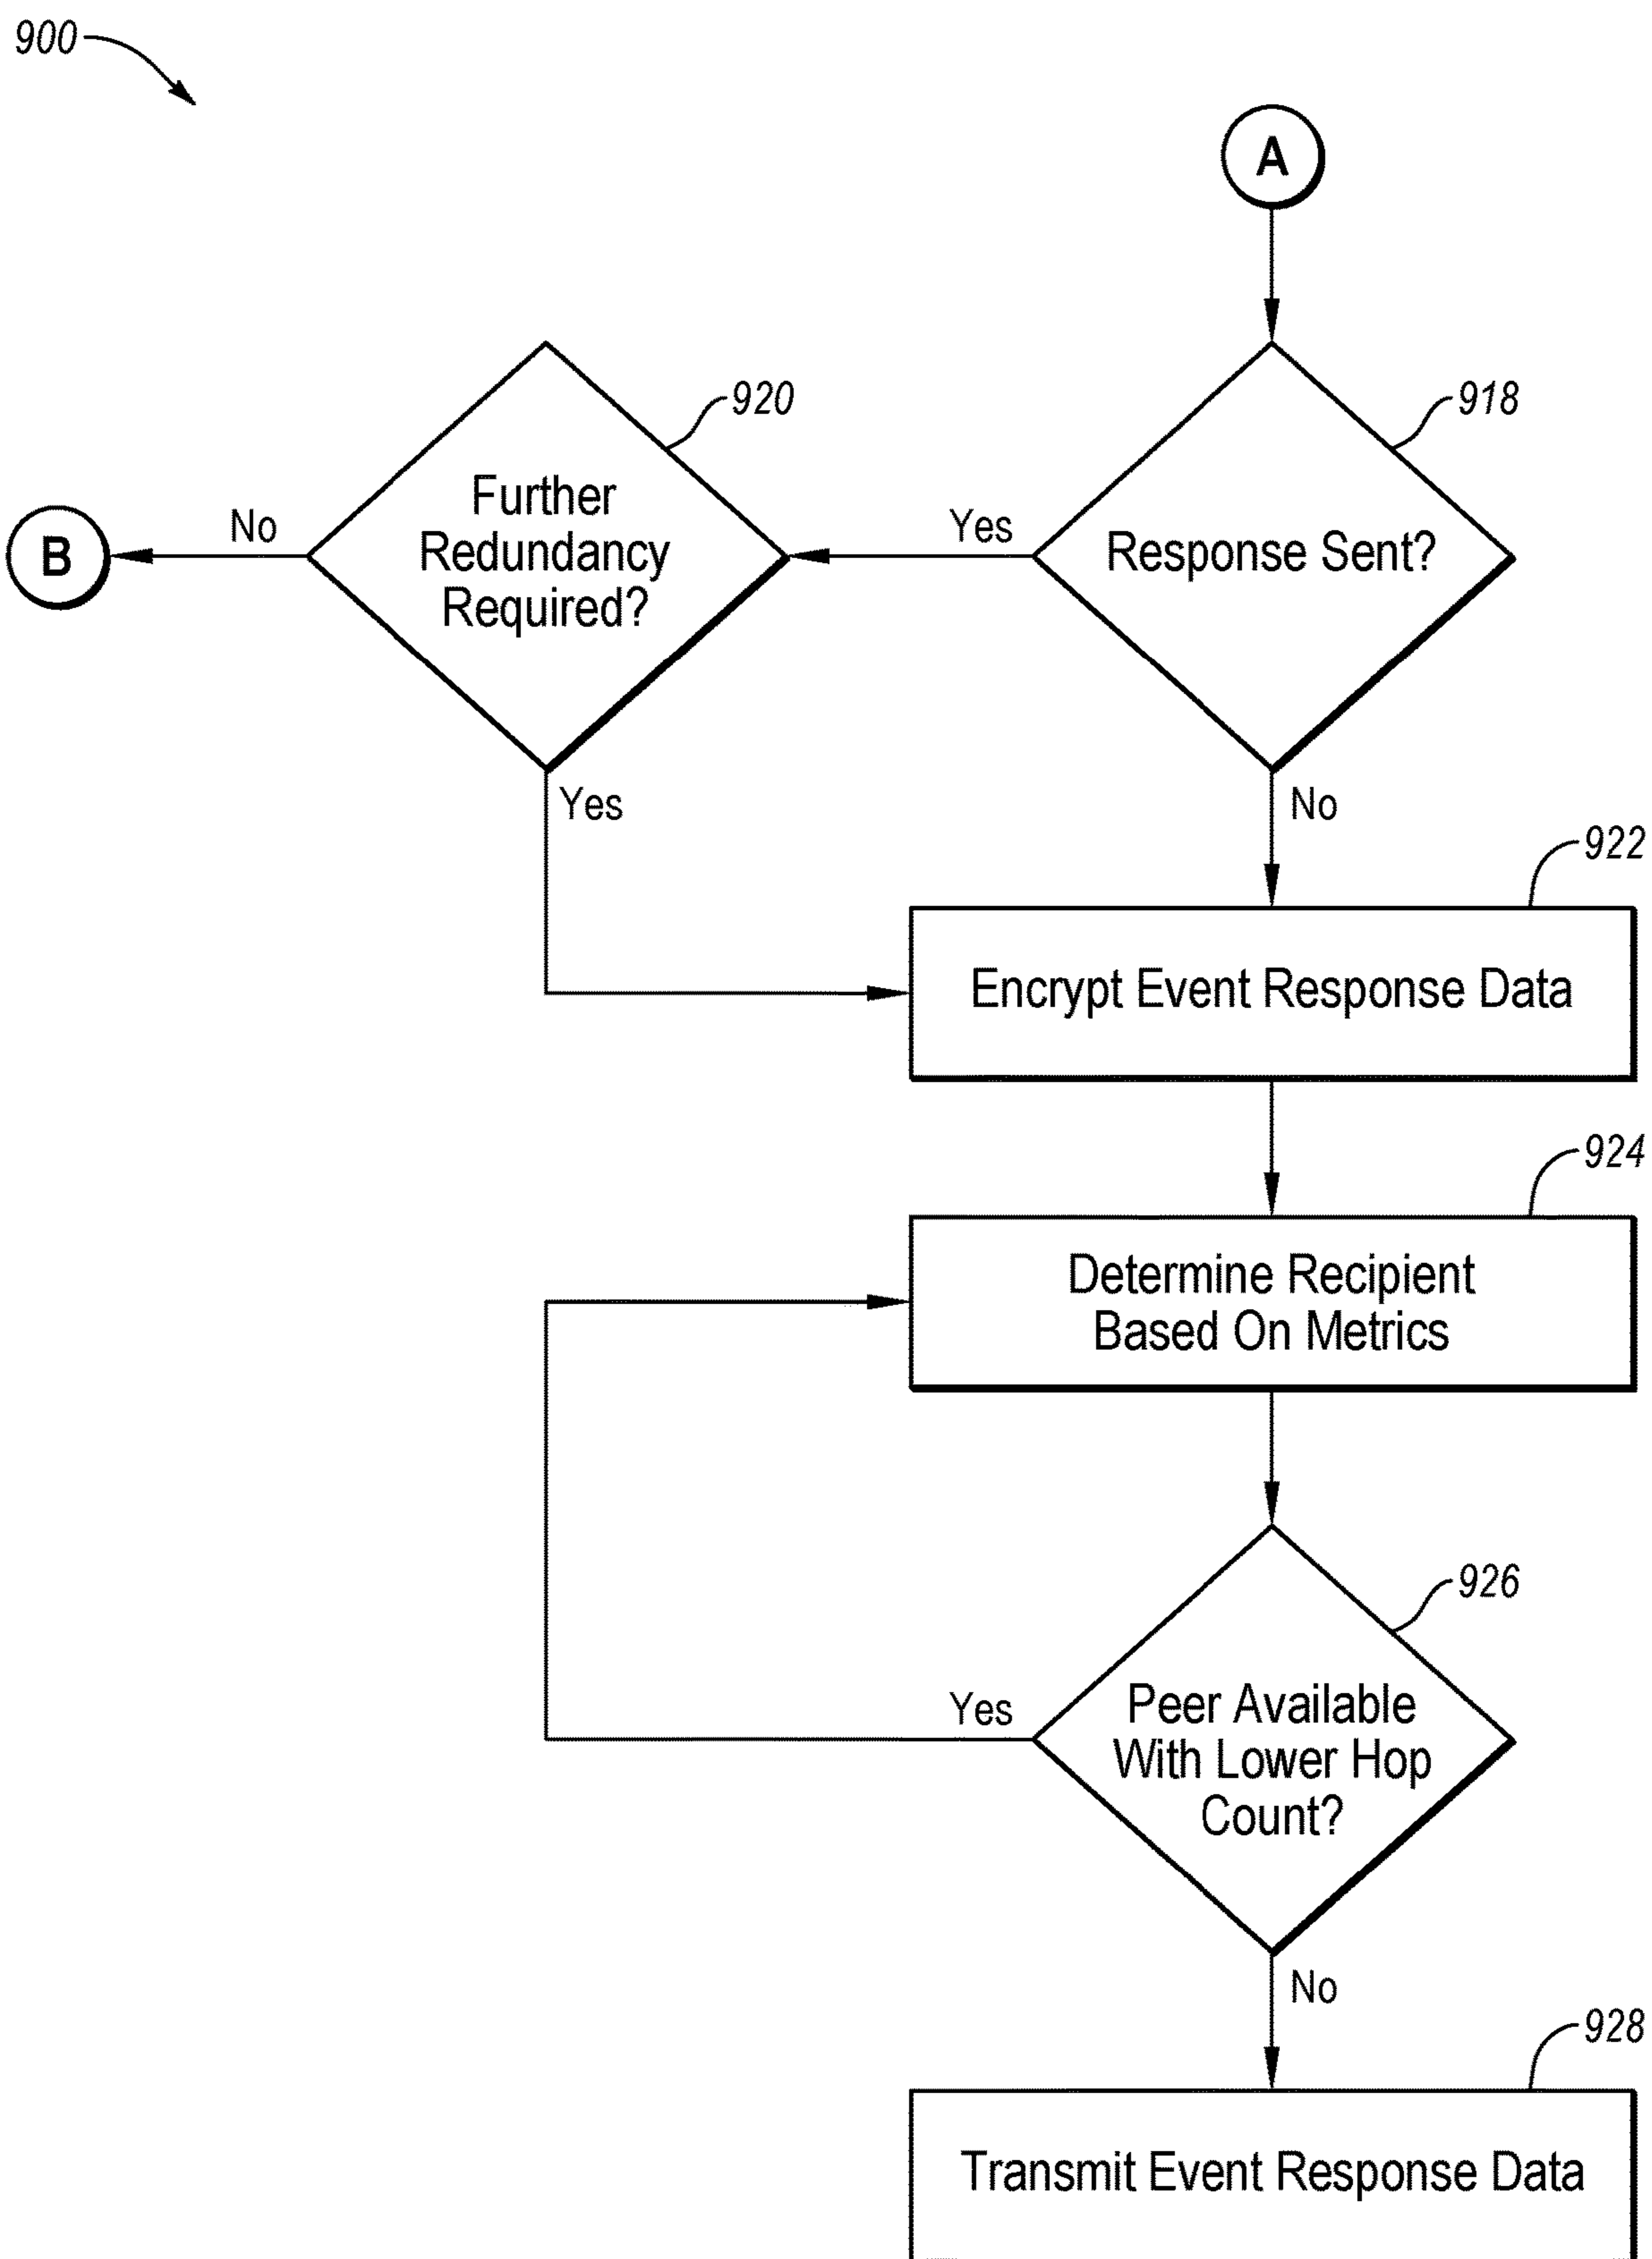 900
A
920
918
Further
Redundancy
Required?
No
B
Yes
Response Sent?
Yes
No
922
Encrypt Event Response Data
924
Determine Recipient
Based On Metrics
926
Yes
Peer Available
With Lower Hop
Count?
No
928
Transmit Event Response Data